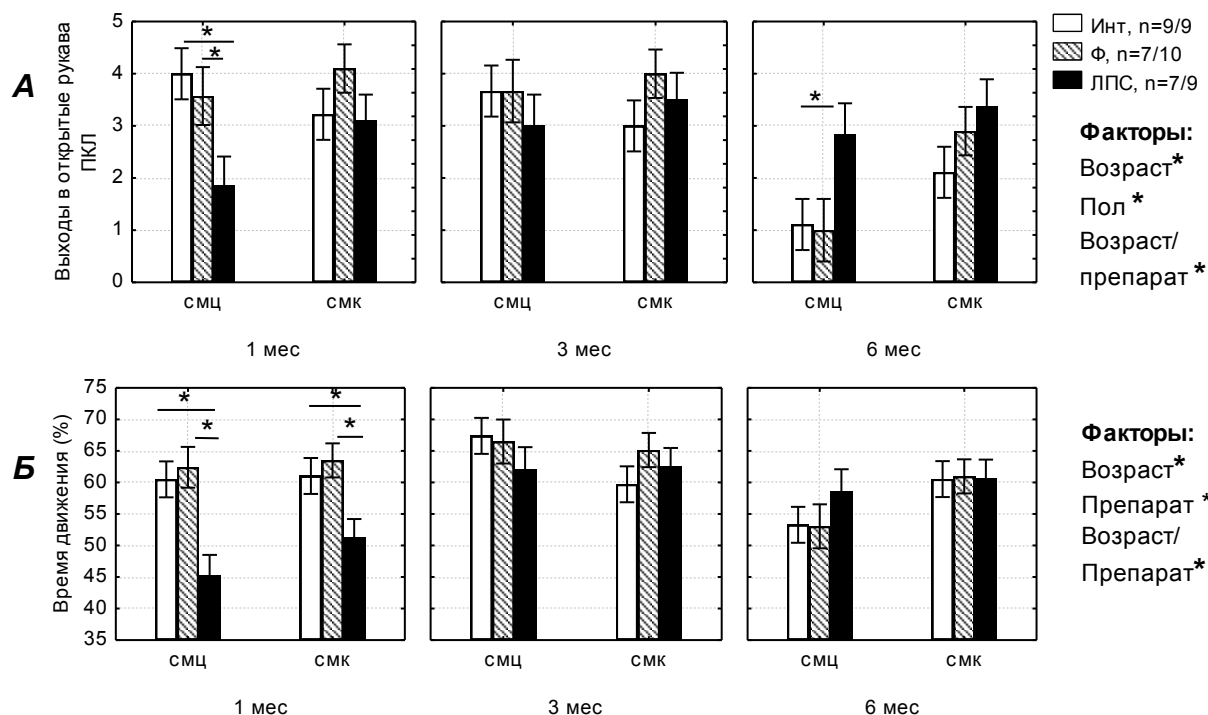 А
Выходы в открытые рукава
ПКЛ
5
4
3
2
1
0
* * *
смц смк смц смк смц смк
1 мес 3 мес 6 мес
Инт, n=9/9
Ф, n=7/10
ЛПС, n=7/9
Факторы:
Возраст*
Пол *
Возраст/
препарат *
Б
Время движения (%)
75
70
65
60
55
50
45
40
35
* * * *
смц смк смц смк смц смк
1 мес 3 мес 6 мес
Факторы:
Возраст*
Препарат *
Возраст/
Препарат*